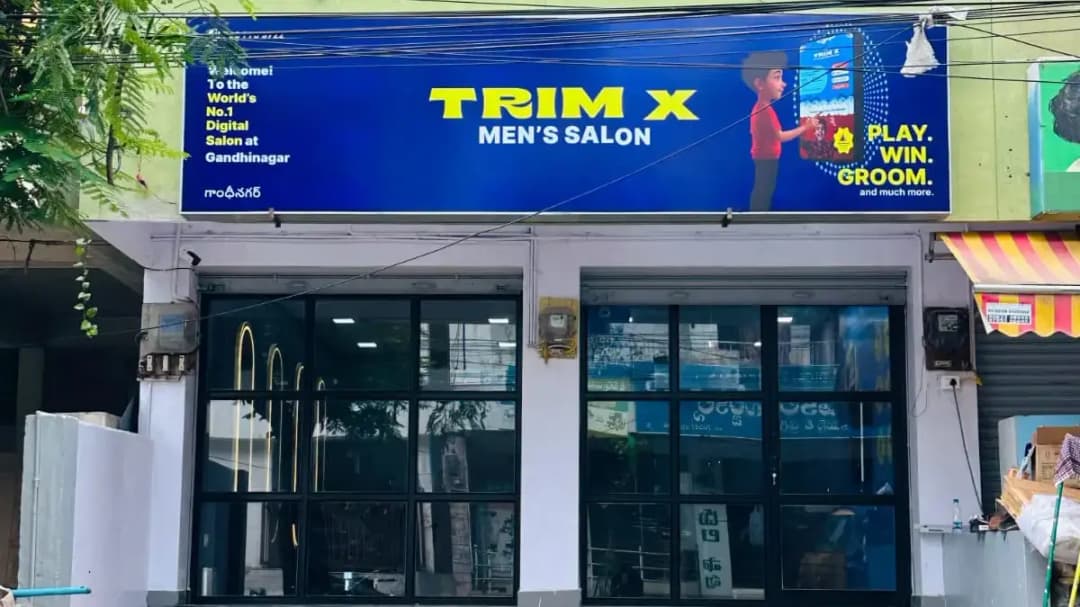 Welcome!
To the
World's
No.1
Digital
Salon at
Gandhinagar
గాంధీనగర్
TRIM X
MEN'S SALON
TRIM X
PLAY.
WIN.
GROOM.
and much more.